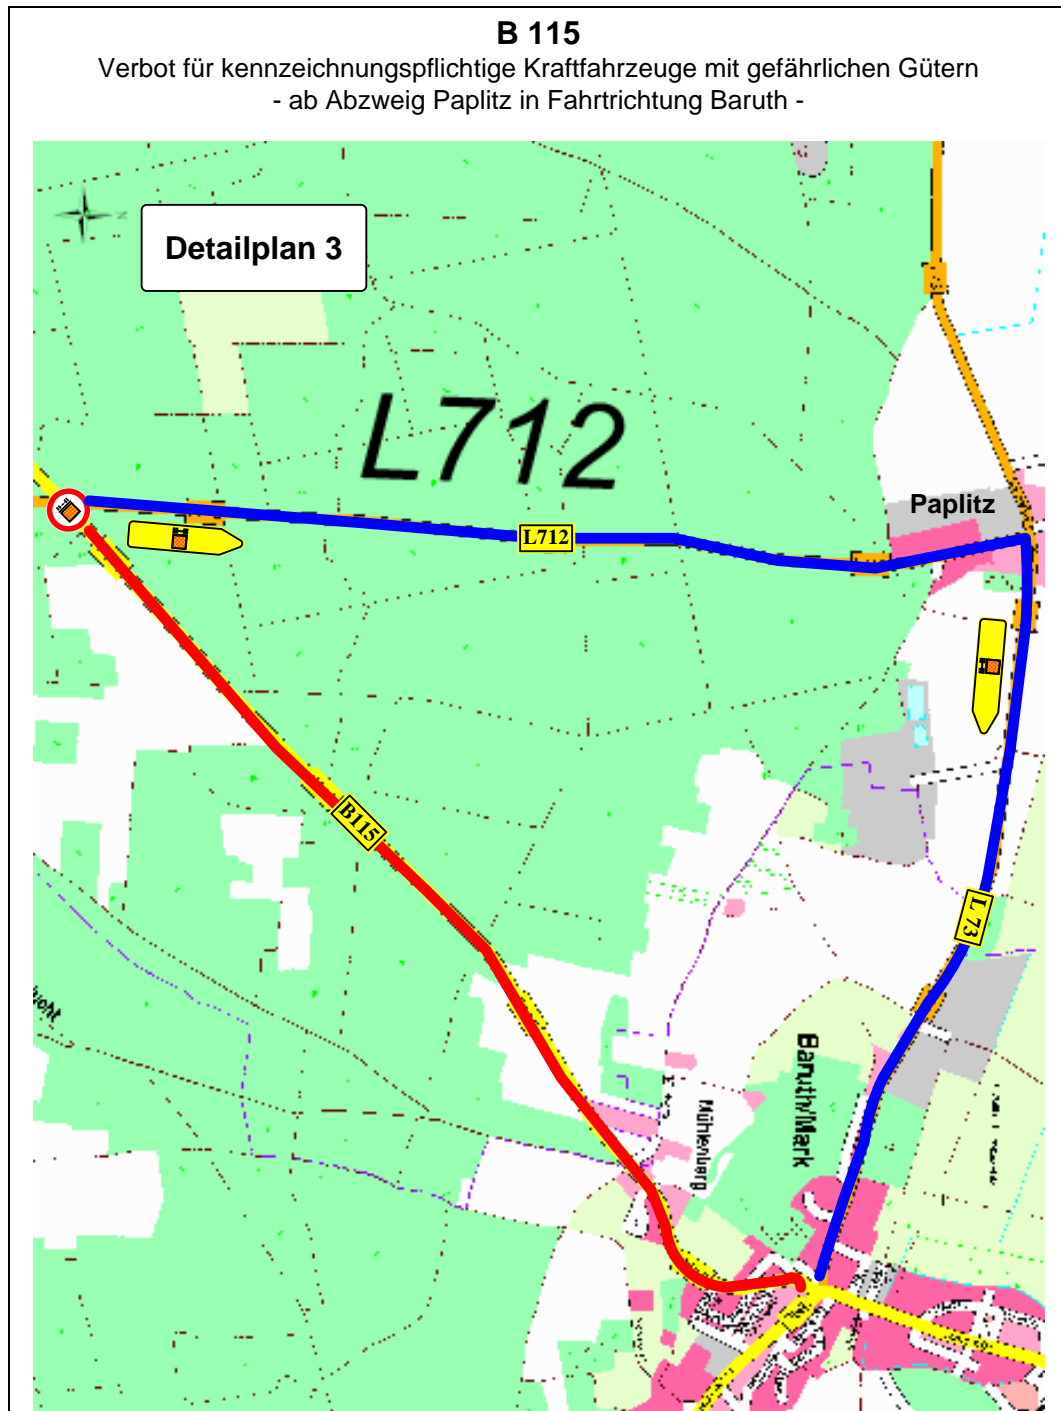 B 115
Verbot für kennzeichnungspflichtige Kraftfahrzeuge mit gefährlichen Gütern
- ab Abzweig Paplitz in Fahrtrichtung Baruth -
N
Detailplan 3
L712
Paplitz
L712
B115
L 73
Baruth/Mark
Mühlenberg